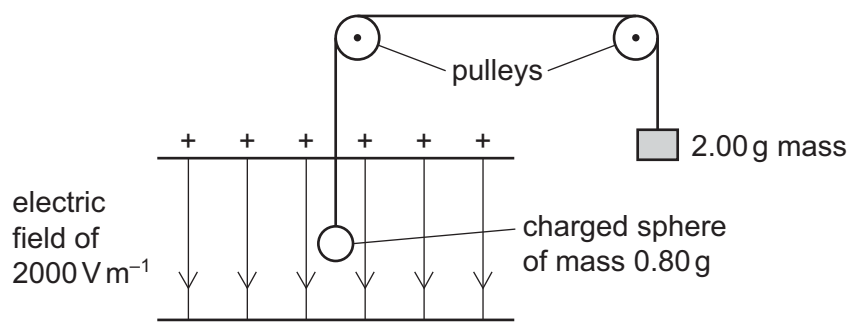 pulleys
+ + + + + +
2.00 g mass
electric
field of
2000 V m⁻¹
charged sphere
of mass 0.80 g